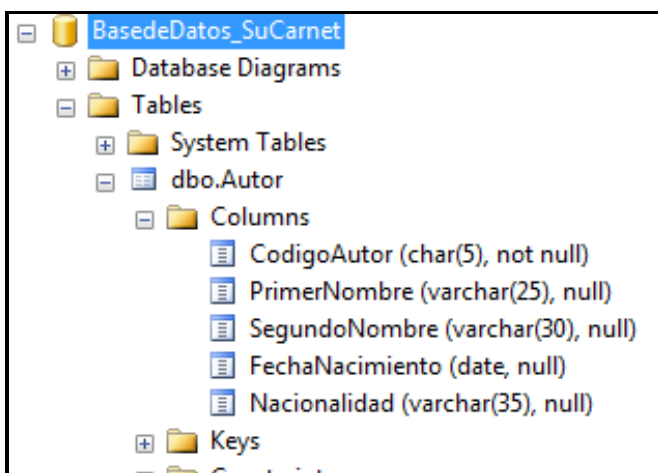 BasedeDatos_SuCarnet
Database Diagrams
Tables
System Tables
dbo.Autor
Columns
CodigoAutor (char(5), not null)
PrimerNombre (varchar(25), null)
SegundoNombre (varchar(30), null)
FechaNacimiento (date, null)
Nacionalidad (varchar(35), null)
Keys